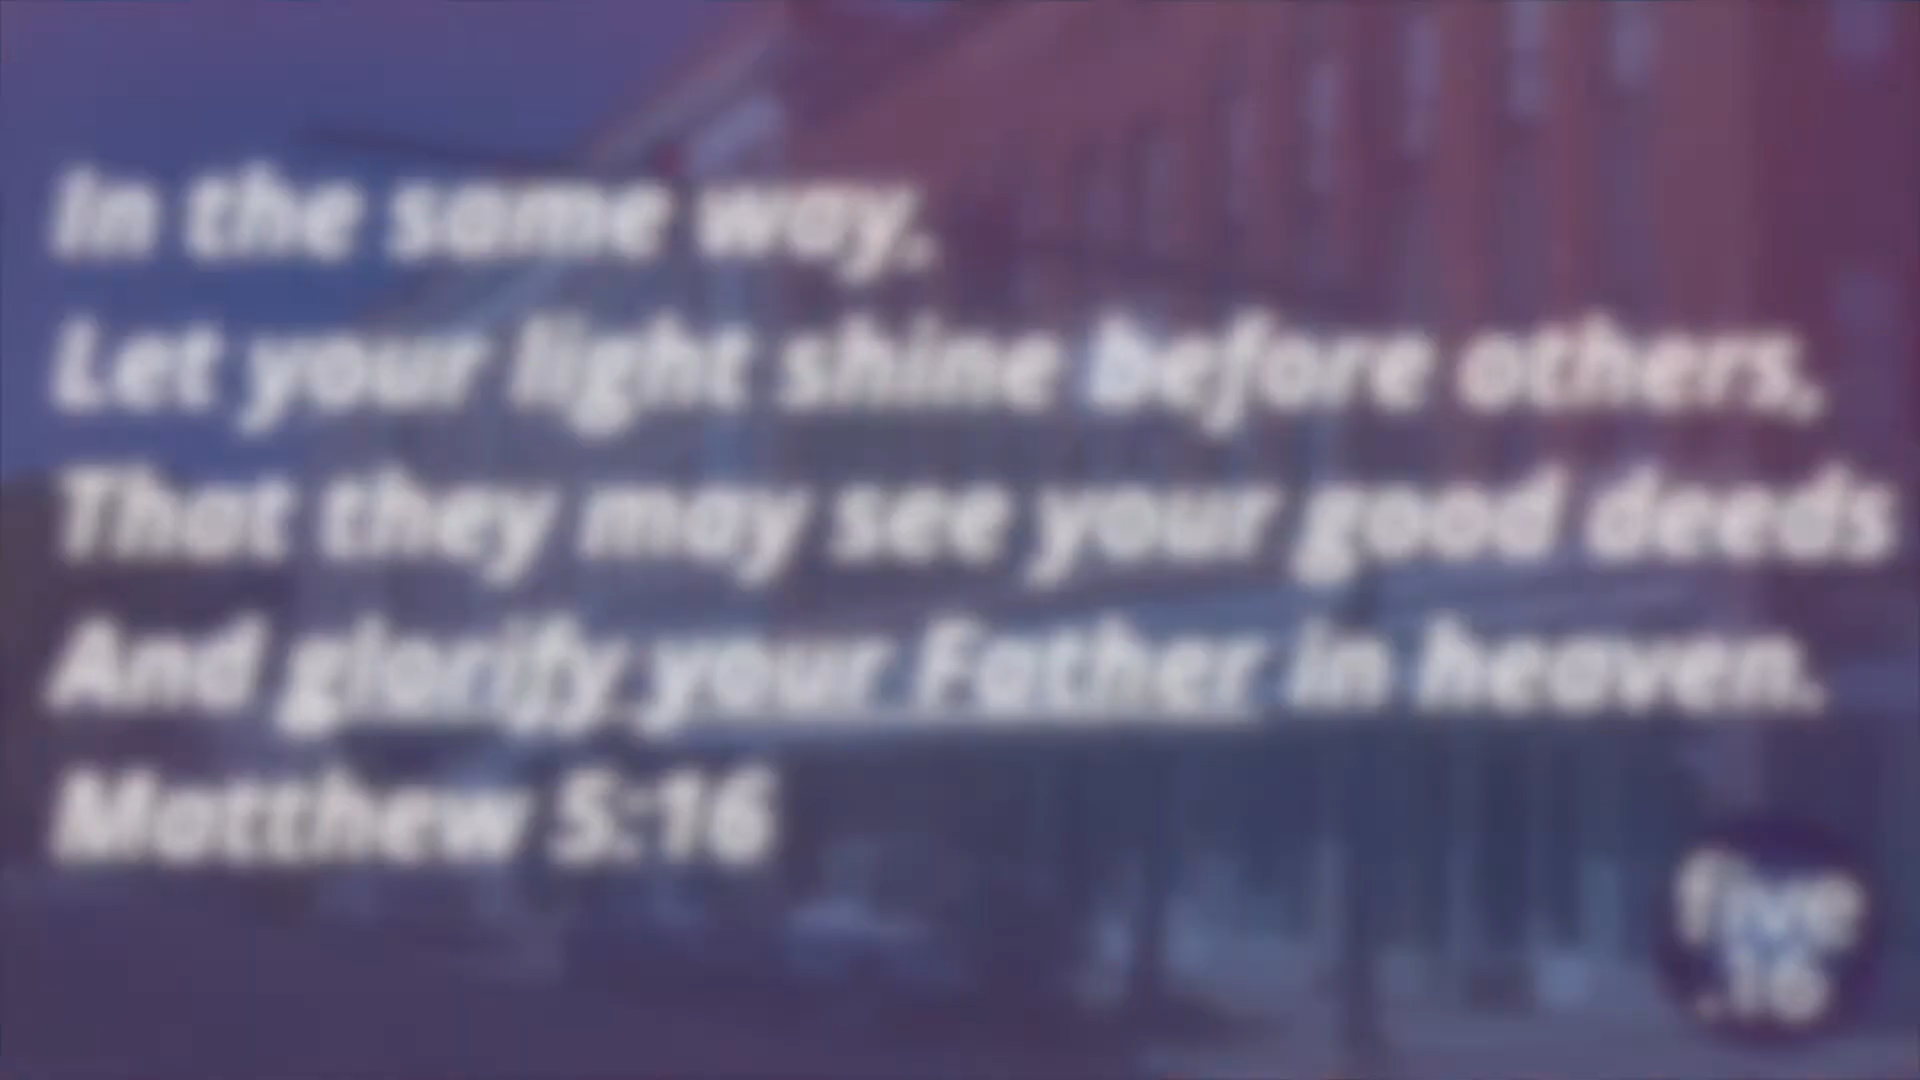 In the same way,
Let your light shine before others,
That they may see your good deeds
And glorify your Father in heaven.
Matthew 5:16
five
.16